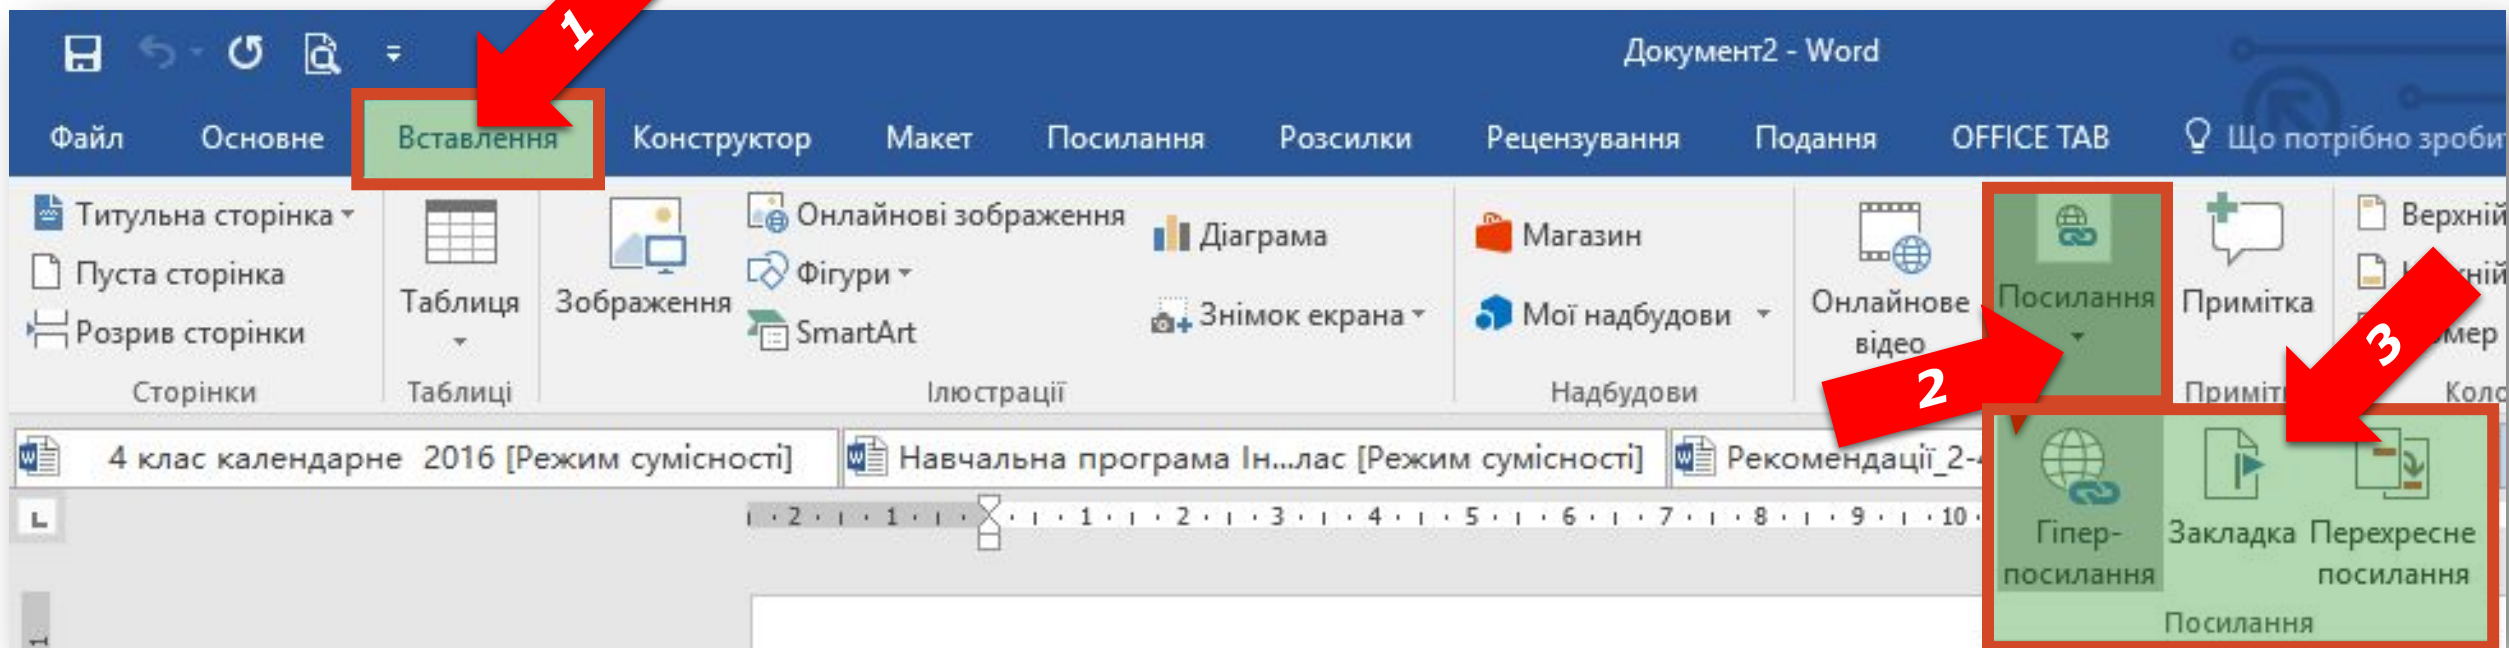 1
Документ2 - Word
Файл Основне Вставлення Конструктор Макет Посилання Розсилки Рецензування Подання OFFICE TAB Що потрібно
Титульна сторінка
Пуста сторінка
Розрив сторінки
Сторінки
Таблиця
Таблиці
Зображення
Онлайнові зображення
Фігури
SmartArt
Діаграма
Знімок екрана
Ілюстрації
Магазин
Мої надбудови
Надбудови
Онлайнове
відео
Посилання
2
Примітка
Верхній
3
4 клас календарне 2016 [Режим сумісності]
Навчальна програма Ін...лас [Режим сумісності]
Рекомендації_2-
2 1 1 2 3 4 5 6 7 8 9 10
Гіпер-
посилання
Закладка
Перехресне
посилання
Посилання
1